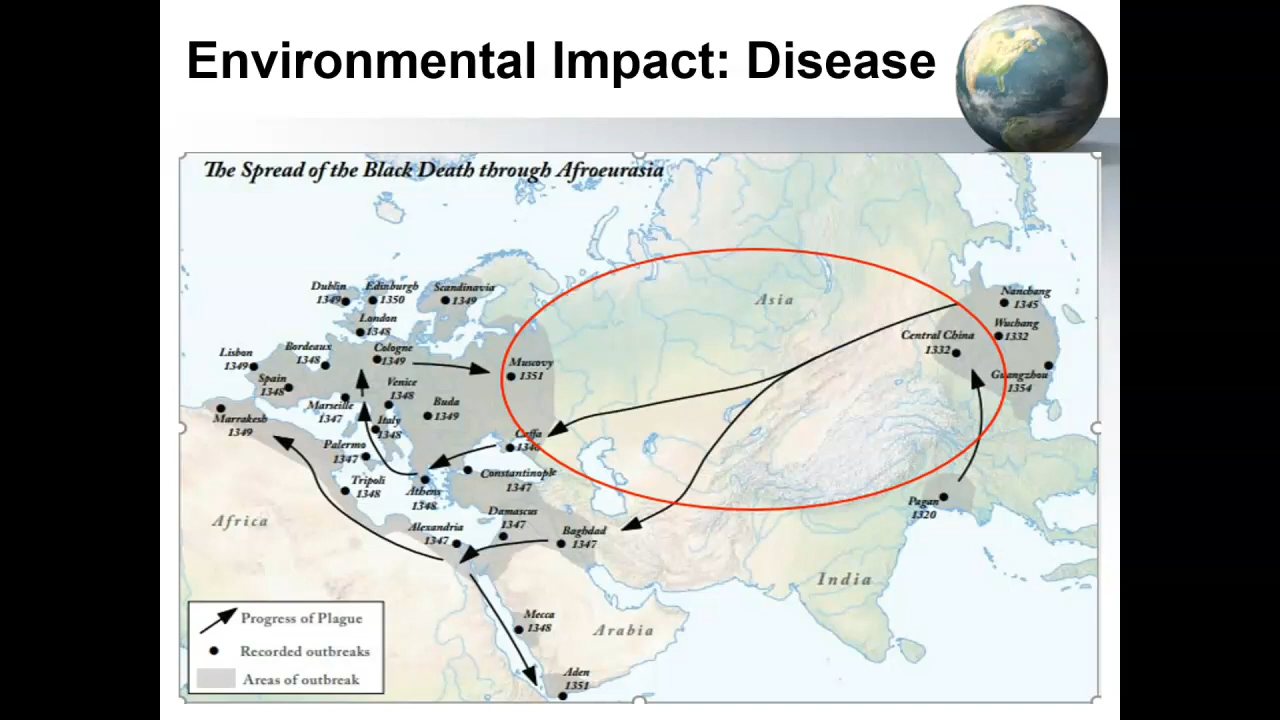 Environmental Impact: Disease
The Spread of the Black Death through Afroeurasia
Dublin
1349
Edinburgh
1350
Scandinavia
1349
London
1348
Lisbon
1349
Bordeaux
1348
Cologne
1349
Spain
1348
Marseille
1347
Venice
1348
Buda
1349
Muscovy
1351
Marrakesh
1349
Italy
1348
Palermo
1347
Caffa
1346
Tripoli
1348
Athens
1348
Constantinople
1347
Alexandria
1347
Damascus
1347
Baghdad
1347
Mecca
1348
Aden
1351
Africa
Arabia
India
Asia
Nanchang
1345
Wuchang
1332
Central China
1332
Guangzhou
1354
Pagan
1320
Progress of Plague
Recorded outbreaks
Areas of outbreak